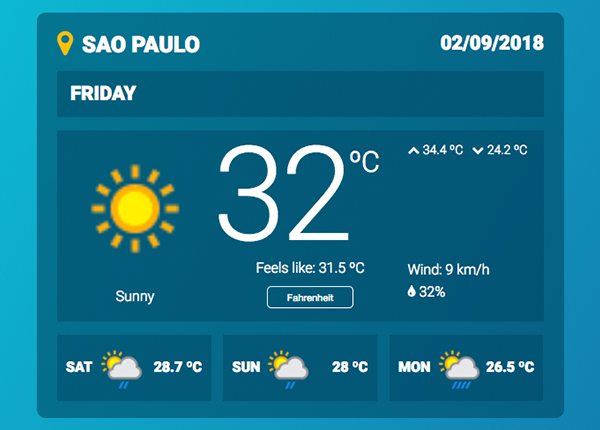 SAO PAULO 02/09/2018
FRIDAY
32 ºC
34.4 ºC 24.2 ºC
Feels like: 31.5 ºC
Fahrenheit
Wind: 9 km/h
32%
Sunny
SAT 28.7 ºC
SUN 28 ºC
MON 26.5 ºC